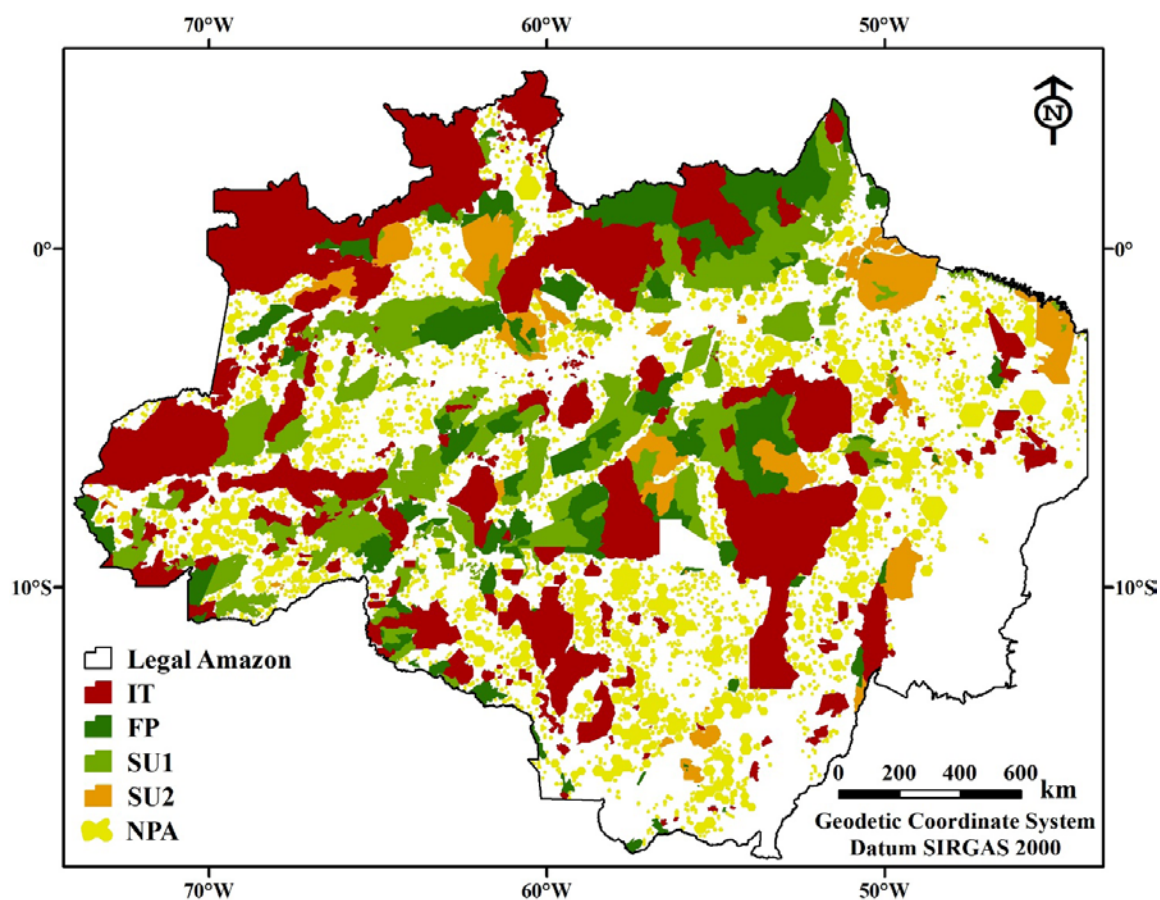 70°W 60°W 50°W
N
0° 0°
10°S 10°S
Legal Amazon
IT
FP
SU1
SU2
NPA
0 200 400 600 km
Geodetic Coordinate System
Datum SIRGAS 2000
70°W 60°W 50°W